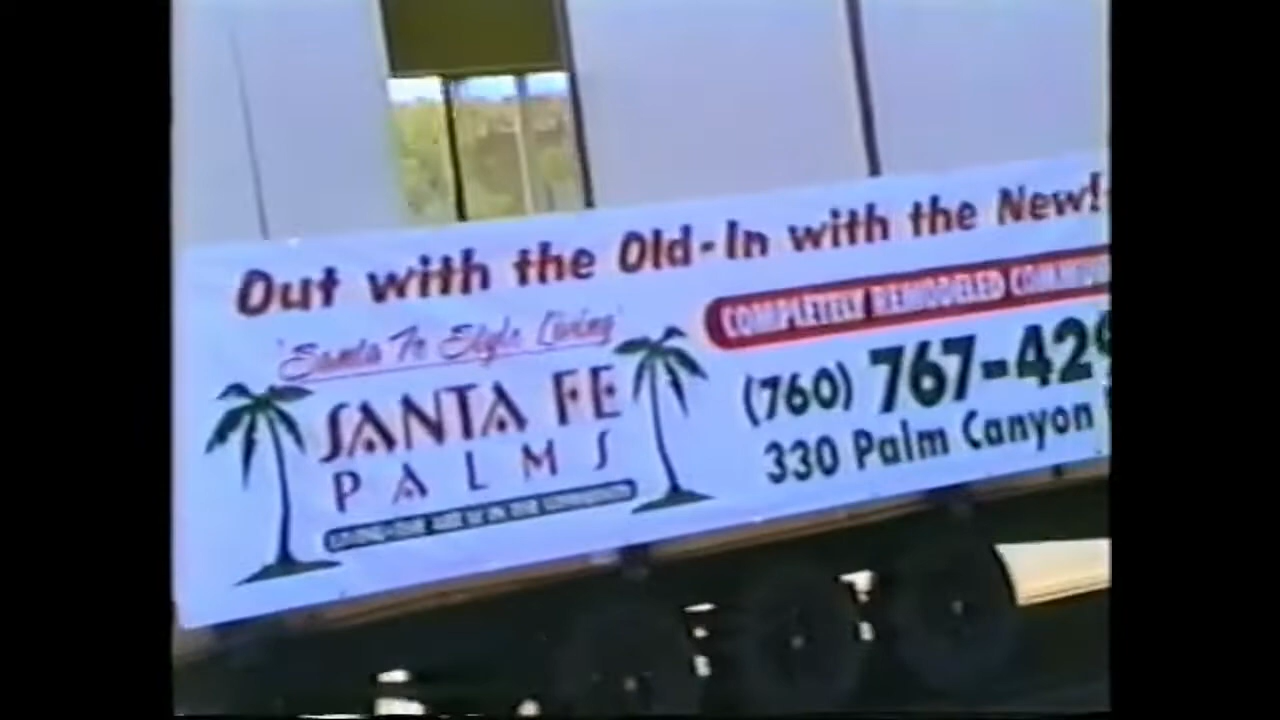 Out with the Old-In with the New!
'Santa Fe Style Living'
SANTA FE
PALMS
COMPLETELY REMODELED
(760) 767-429
330 Palm Canyon